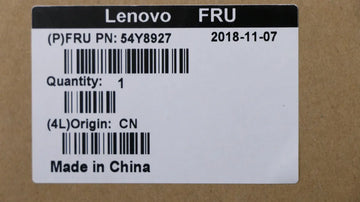 Lenovo FRU
(P)FRU PN: 54Y8927 2018-11-07
Quantity: 1
(4L)Origin: CN
Made in China